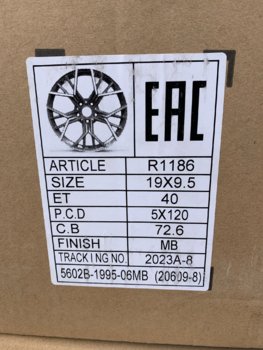 EAC
ARTICLE R1186
SIZE 19X9.5
ET 40
P.C.D 5X120
C.B 72.6
FINISH MB
TRACKING NO. 2023A-8
5602B-1995-06MB (20609-8)